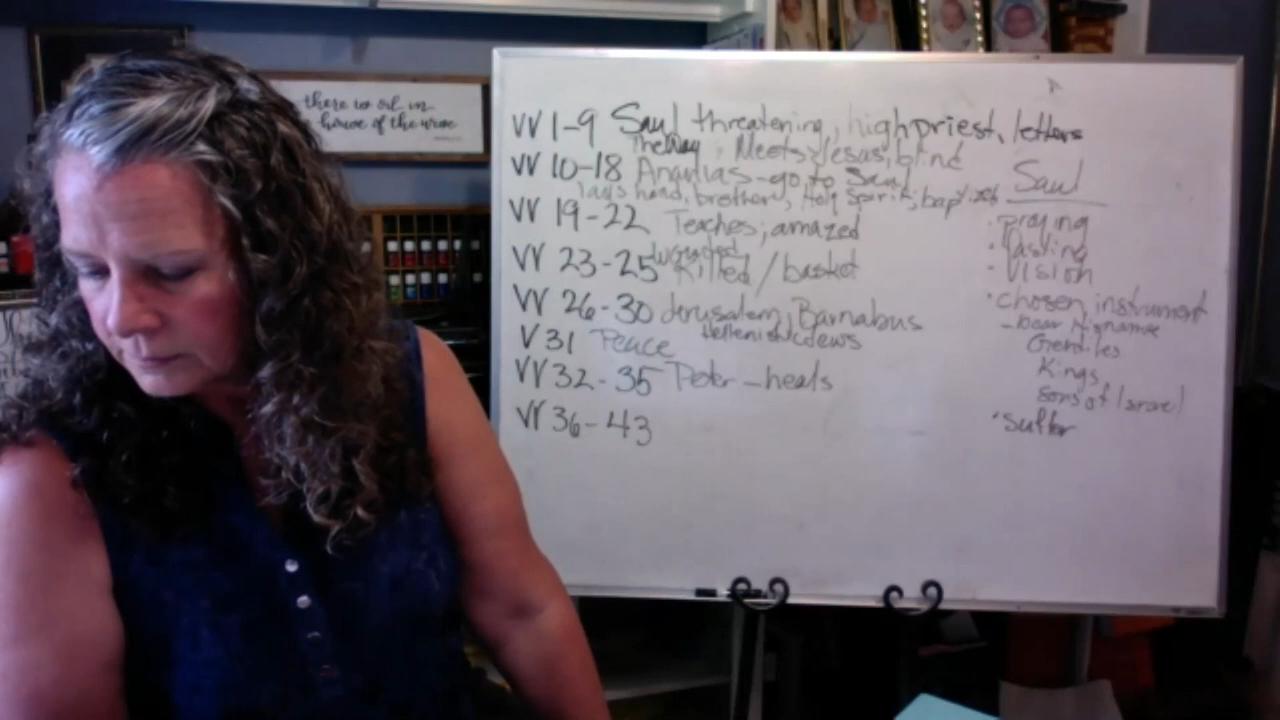 there is oil in
house of the wise
VV 1-9 Saul threatening, high priest, letters
The Way, Meets Jesus, blind
VV 10-18 Ananias - go to Saul
lays hand, brother, Holy Spirit, baptized
VV 19-22 Teaches; amazed
VV 23-25 Killed / basket
VV 26-30 Jerusalem, Barnabus
Hellenistic Jews
V 31 Peace
VV 32-35 Peter - heals
VV 36-43
Saul
• praying
• fasting
• vision
• chosen instrument
- bear His name
Gentiles
Kings
sons of Israel
• suffer